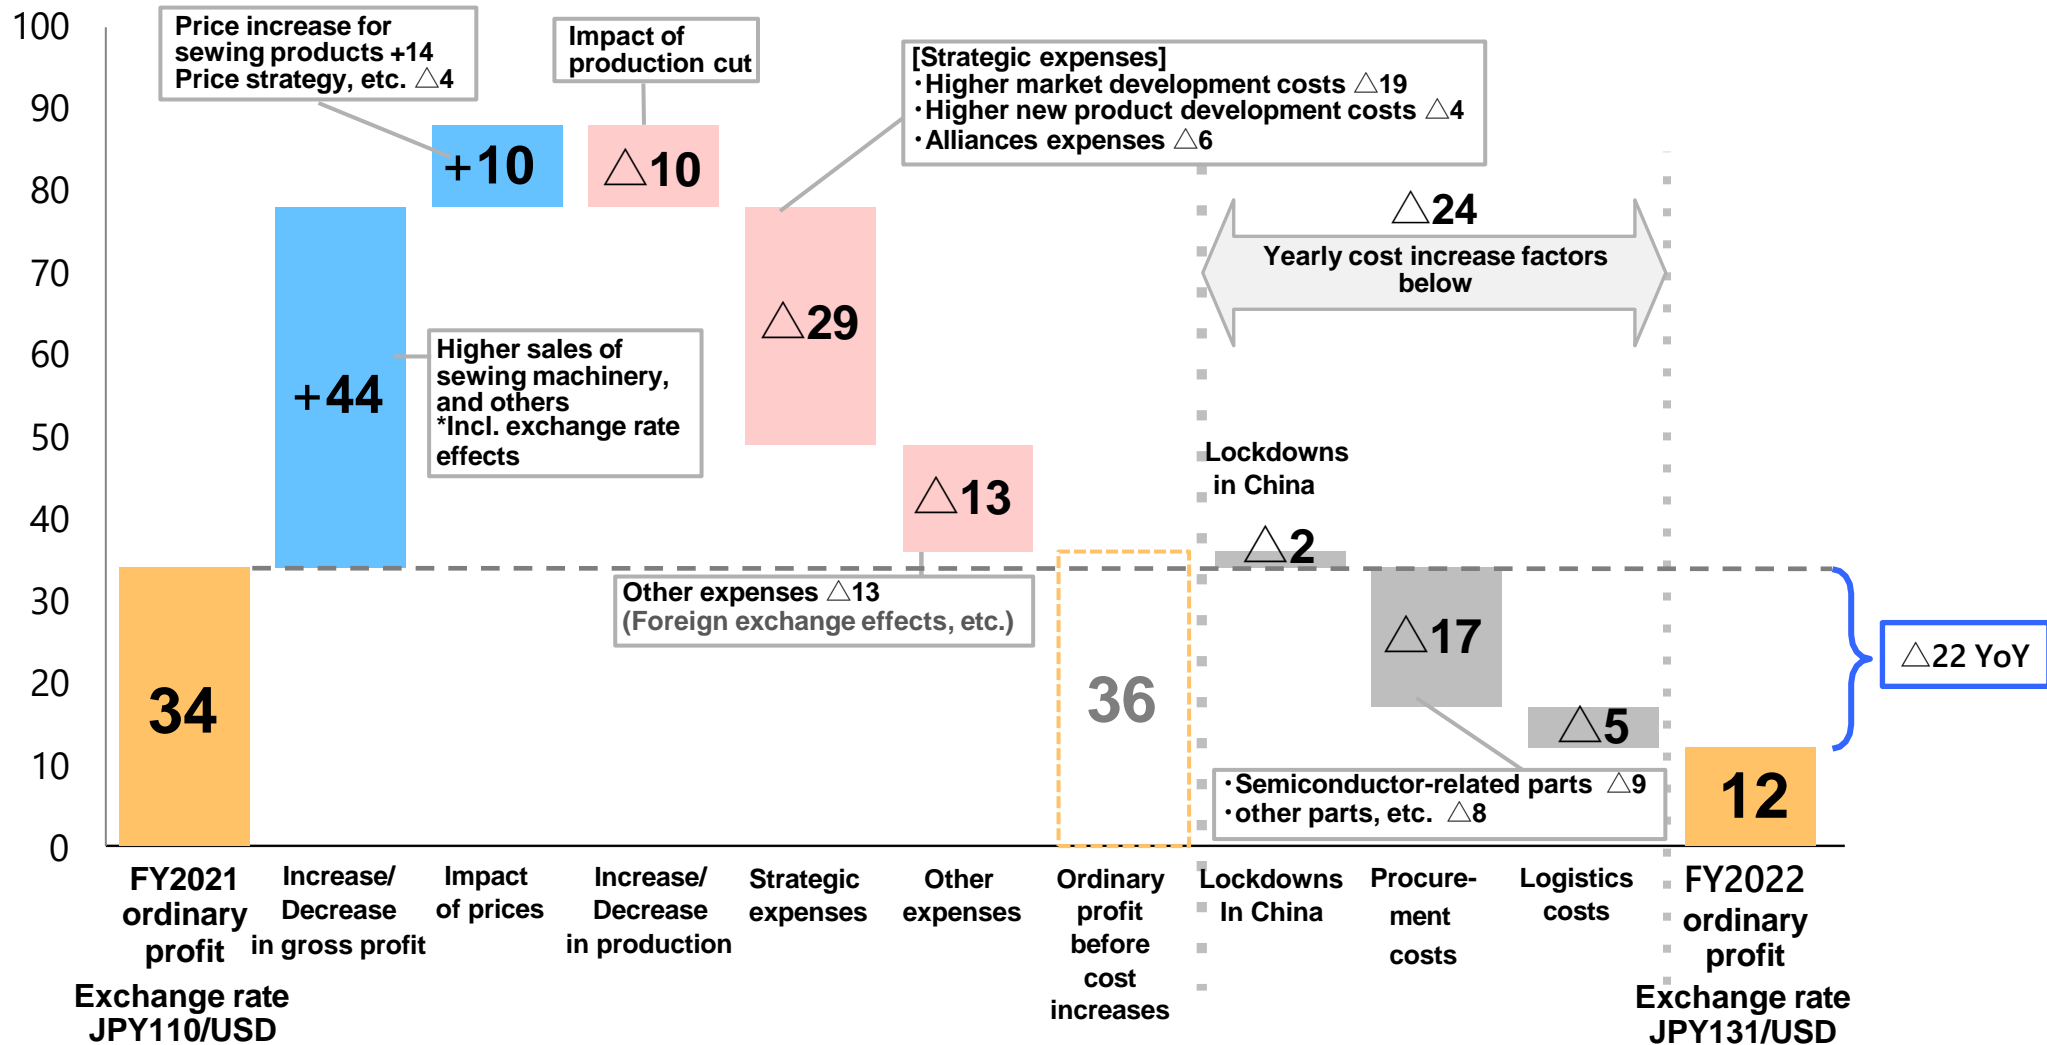 100
90
80
70
60
50
40
30
20
10
0
Price increase for
sewing products +14
Price strategy, etc. △4
Impact of
production cut
[Strategic expenses]
・Higher market development costs △19
・Higher new product development costs △4
・Alliances expenses △6
+10
△10
△24
Yearly cost increase factors
below
△29
Higher sales of
sewing machinery,
and others
*Incl. exchange rate
effects
+44
Lockdowns
in China
△13
△2
Other expenses △13
(Foreign exchange effects, etc.)
△17
△22 YoY
34
36
△5
・Semiconductor-related parts △9
・other parts, etc. △8
12
FY2021
ordinary
profit
Exchange rate
JPY110/USD
Increase/
Decrease
in gross profit
Impact
of prices
Increase/
Decrease
in production
Strategic
expenses
Other
expenses
Ordinary
profit
before
cost
increases
Lockdowns
In China
Procure-
ment
costs
Logistics
costs
FY2022
ordinary
profit
Exchange rate
JPY131/USD